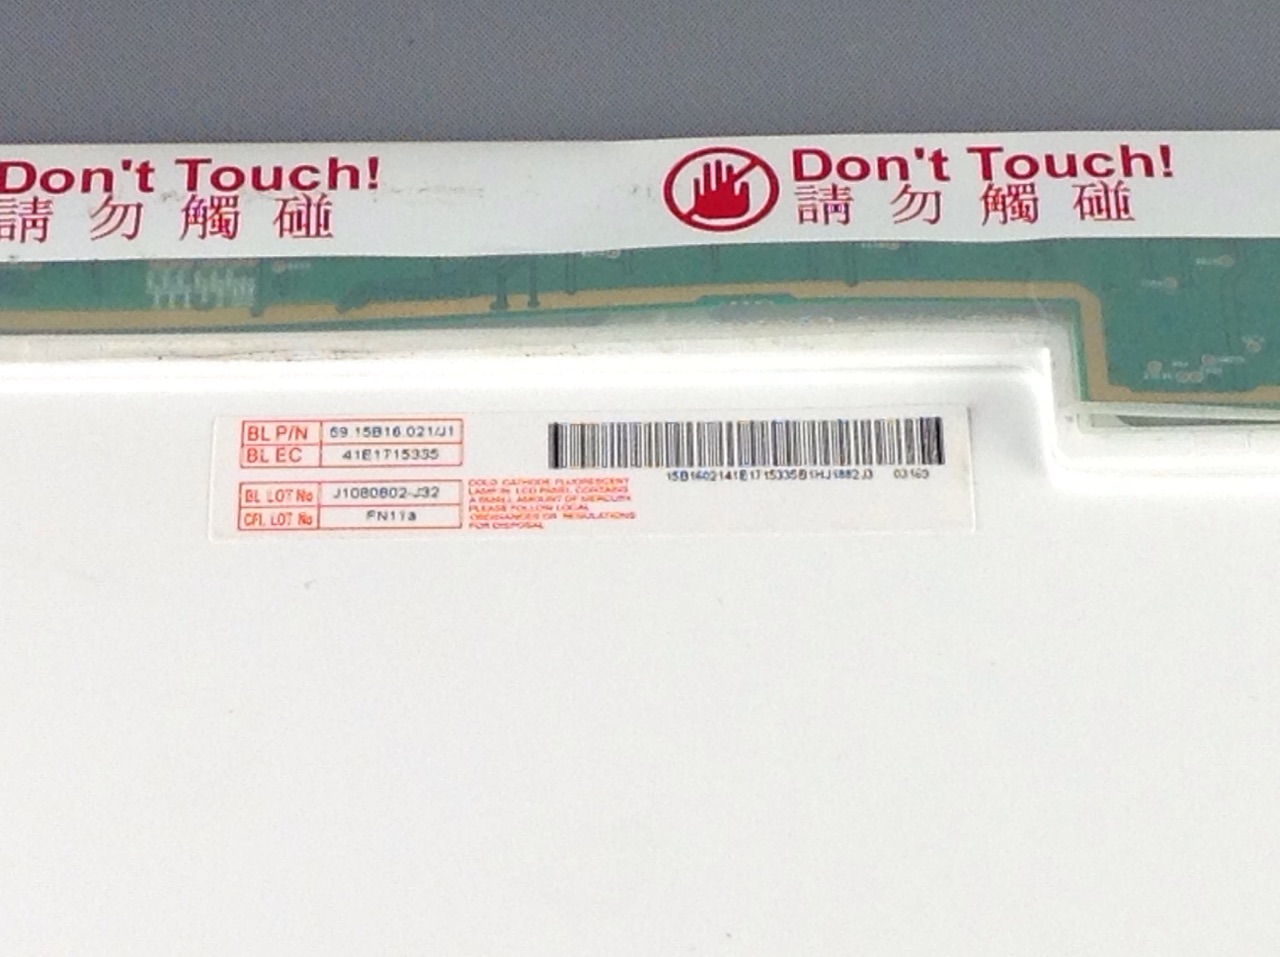 Don't Touch!
請勿觸碰
Don't Touch!
請勿觸碰
BL P/N 69.15B16.021/J1
BL EC 41E1715335
BL LOT No J1080802-J32
CFL LOT No FN11a
COLD CATHODE FLUORESCENT
LAMP IN LCD PANEL CONTAINS
A SMALL AMOUNT OF MERCURY.
PLEASE FOLLOW LOCAL
ORDINANCES OR REGULATIONS
FOR DISPOSAL